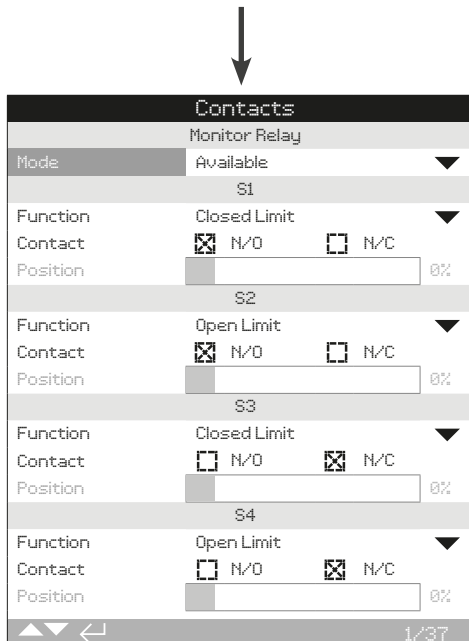 Contacts
Monitor Relay
Mode Available
S1
Function Closed Limit
Contact N/O N/C
Position 0%
S2
Function Open Limit
Contact N/O N/C
Position 0%
S3
Function Closed Limit
Contact N/O N/C
Position 0%
S4
Function Open Limit
Contact N/O N/C
Position 0%
1/37